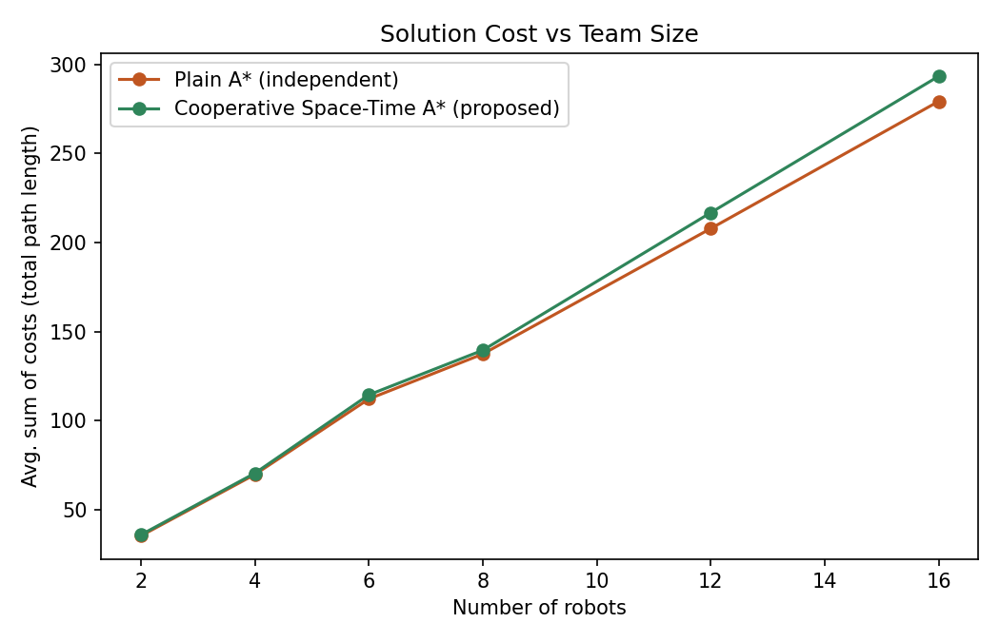 Solution Cost vs Team Size
Plain A* (independent)
Cooperative Space-Time A* (proposed)
Avg. sum of costs (total path length)
300
250
200
150
100
50
2 4 6 8 10 12 14 16
Number of robots